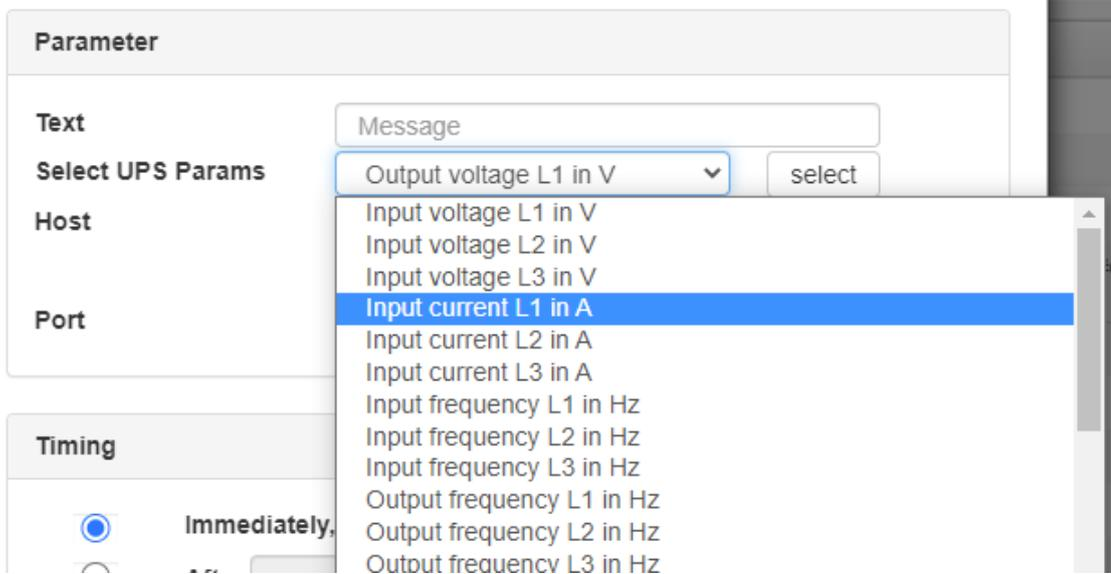 Parameter
Text Message
Select UPS Params Output voltage L1 in V select
Host Input voltage L1 in V
Input voltage L2 in V
Input voltage L3 in V
Port Input current L1 in A
Input current L2 in A
Input current L3 in A
Input frequency L1 in Hz
Timing Input frequency L2 in Hz
Input frequency L3 in Hz
Output frequency L1 in Hz
Immediately, Output frequency L2 in Hz
Output frequency L3 in Hz